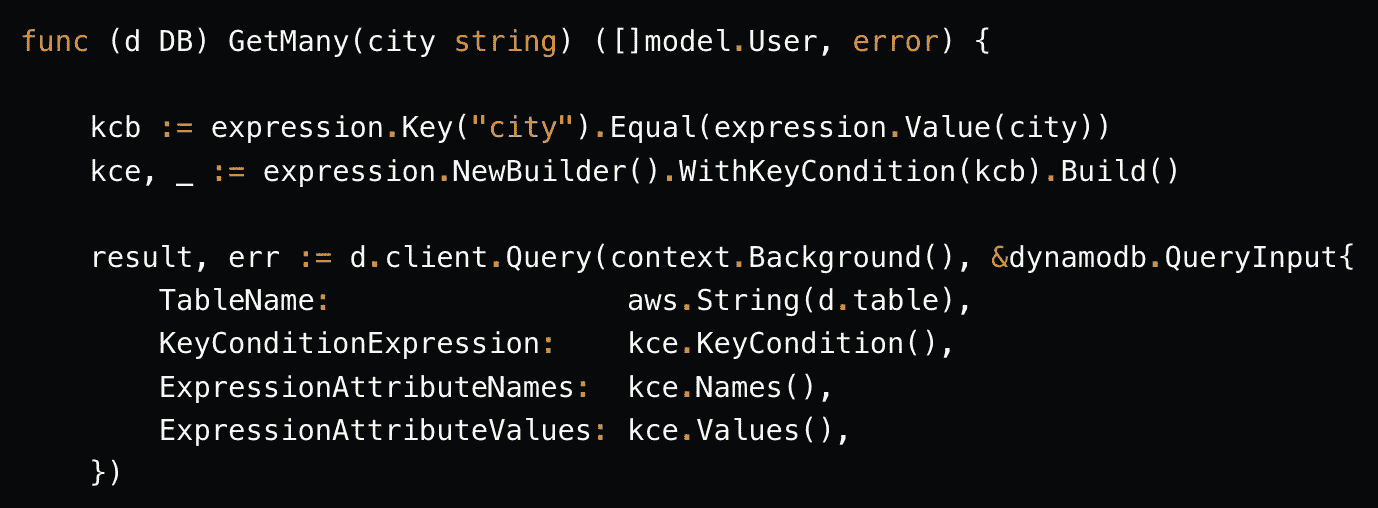 func (d DB) GetMany(city string) ([]model.User, error) {
    kcb := expression.Key("city").Equal(expression.Value(city))
    kce, _ := expression.NewBuilder().WithKeyCondition(kcb).Build()
    result, err := d.client.Query(context.Background(), &dynamodb.QueryInput{
        TableName:                 aws.String(d.table),
        KeyConditionExpression:    kce.KeyCondition(),
        ExpressionAttributeNames:  kce.Names(),
        ExpressionAttributeValues: kce.Values(),
    })